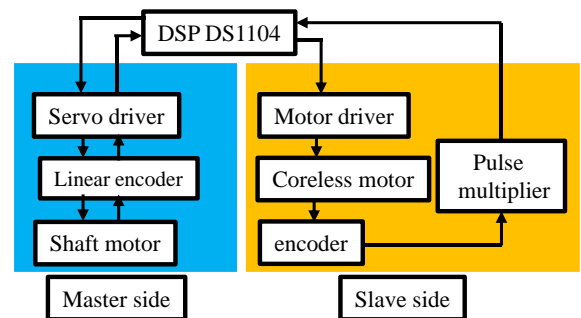 DSP DS1104
Servo driver
Linear encoder
Shaft motor
Master side
Motor driver
Coreless motor
encoder
Pulse
multiplier
Slave side